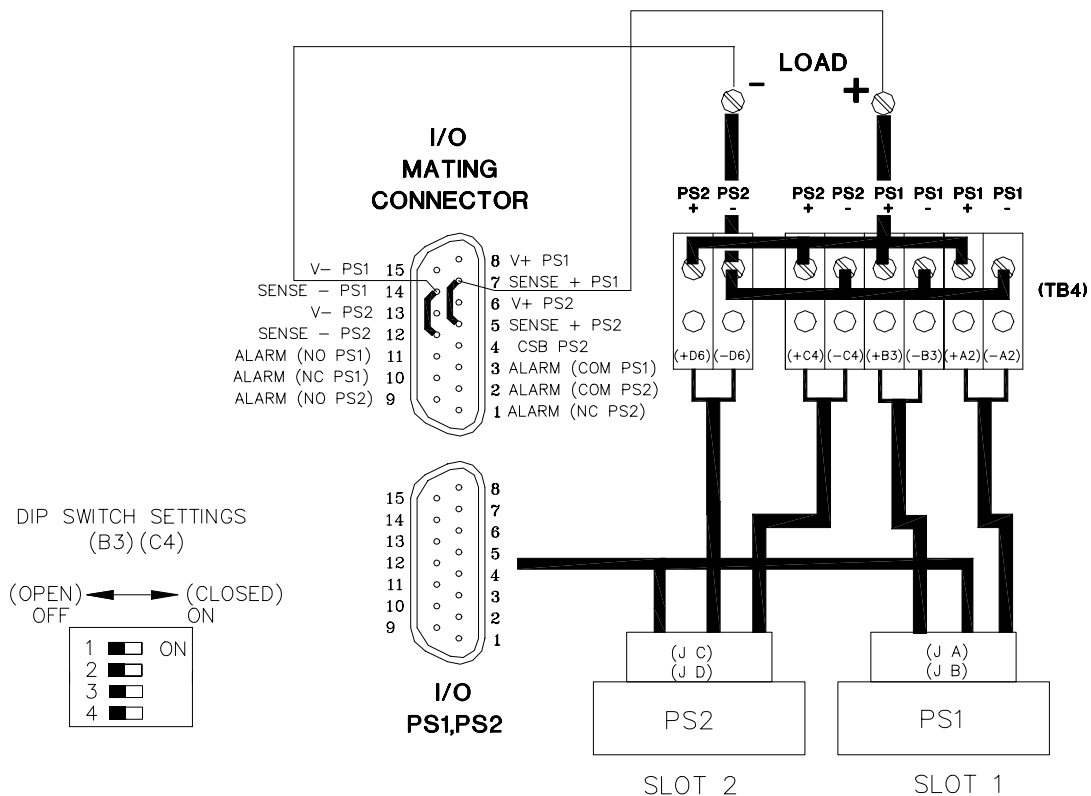 LOAD
- +
I/O
MATING
CONNECTOR
PS2 PS2 PS2 PS2 PS1 PS1 PS1 PS1
+ - + - + - + -
V- PS1 15
SENSE - PS1 14
V- PS2 13
SENSE - PS2 12
ALARM (NO PS1) 11
ALARM (NC PS1) 10
ALARM (NO PS2) 9
8 V+ PS1
7 SENSE + PS1
6 V+ PS2
5 SENSE + PS2
4 CSB PS2
3 ALARM (COM PS1)
2 ALARM (COM PS2)
1 ALARM (NC PS2)
(TB4)
(+D6) (-D6) (+C4) (-C4) (+B3) (-B3) (+A2) (-A2)
15
14
13
12
11
10
9
8
7
6
5
4
3
2
1
I/O
PS1,PS2
DIP SWITCH SETTINGS
(B3) (C4)
(OPEN) (CLOSED)
OFF ON
1 ON
2
3
4
(J C)
(J D)
PS2
SLOT 2
(J A)
(J B)
PS1
SLOT 1